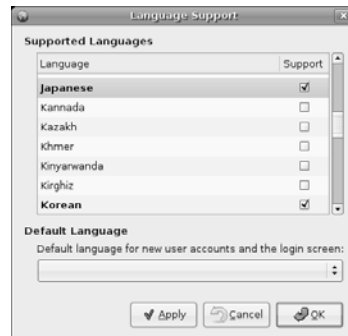 Language Support
Supported Languages
Language Support
Japanese
Kannada
Kazakh
Khmer
Kinyarwanda
Kirghiz
Korean
Default Language
Default language for new user accounts and the login screen:
Apply Cancel OK